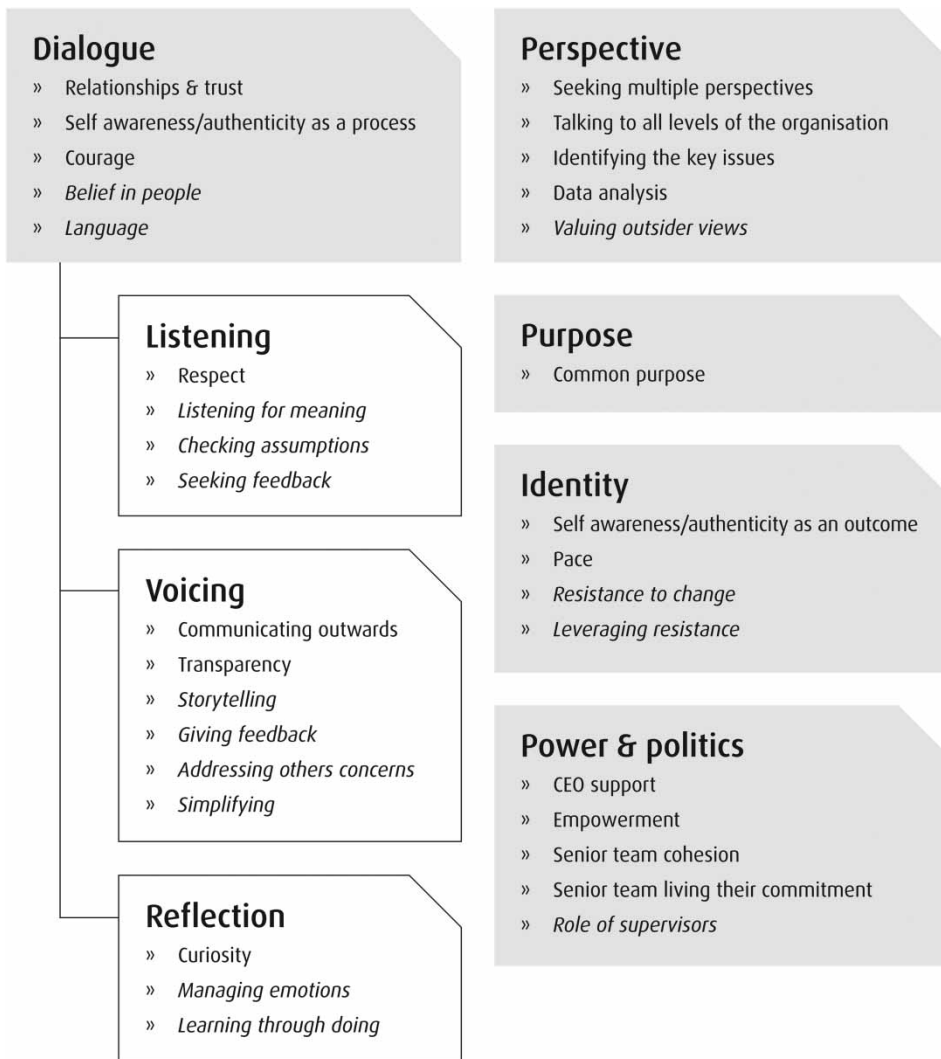 Dialogue
» Relationships & trust
» Self awareness/authenticity as a process
» Courage
» Belief in people
» Language
Listening
» Respect
» Listening for meaning
» Checking assumptions
» Seeking feedback
Voicing
» Communicating outwards
» Transparency
» Storytelling
» Giving feedback
» Addressing others concerns
» Simplifying
Reflection
» Curiosity
» Managing emotions
» Learning through doing
Perspective
» Seeking multiple perspectives
» Talking to all levels of the organisation
» Identifying the key issues
» Data analysis
» Valuing outsider views
Purpose
» Common purpose
Identity
» Self awareness/authenticity as an outcome
» Pace
» Resistance to change
» Leveraging resistance
Power & politics
» CEO support
» Empowerment
» Senior team cohesion
» Senior team living their commitment
» Role of supervisors